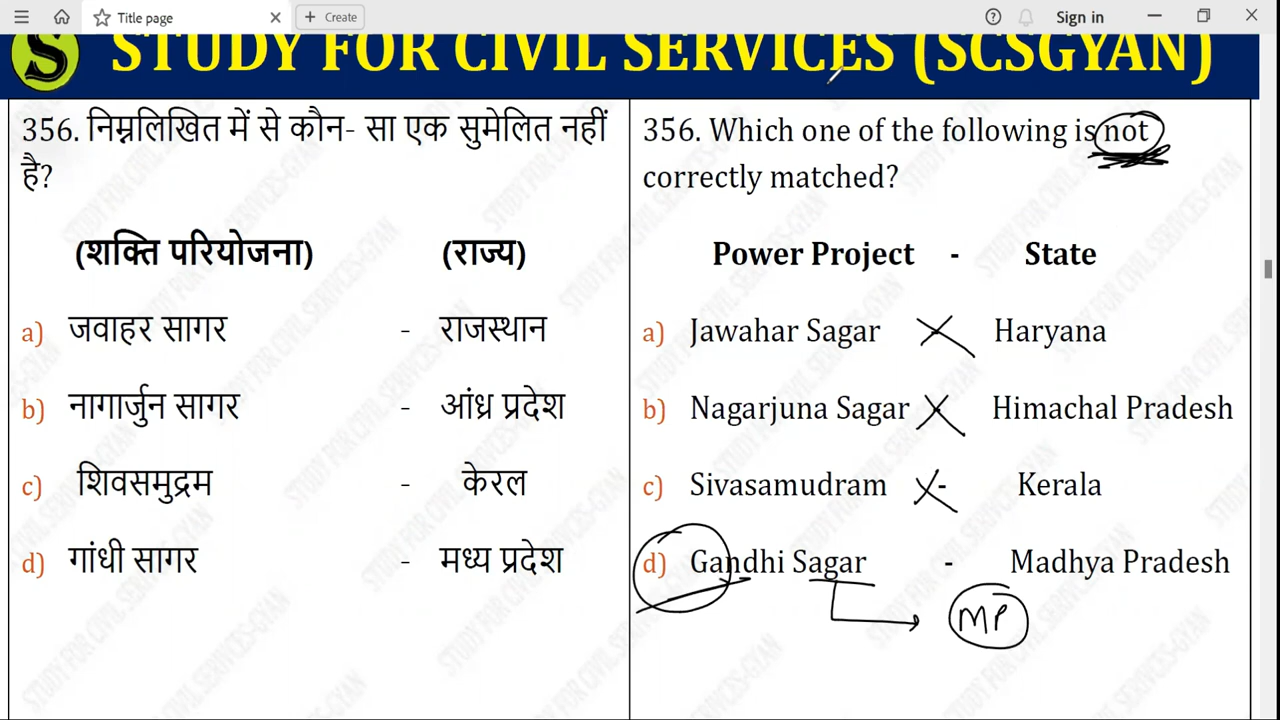 Title page
Create
Sign in
S STUDY FOR CIVIL SERVICES (SCSGYAN)
356. निम्नलिखित में से कौन- सा एक सुमेलित नहीं
है?
(शक्ति परियोजना) (राज्य)
a) जवाहर सागर - राजस्थान
b) नागार्जुन सागर - आंध्र प्रदेश
c) शिवसमुद्रम - केरल
d) गांधी सागर - मध्य प्रदेश
356. Which one of the following is not
correctly matched?
Power Project - State
a) Jawahar Sagar Haryana
b) Nagarjuna Sagar Himachal Pradesh
c) Sivasamudram - Kerala
d) Gandhi Sagar - Madhya Pradesh
MP